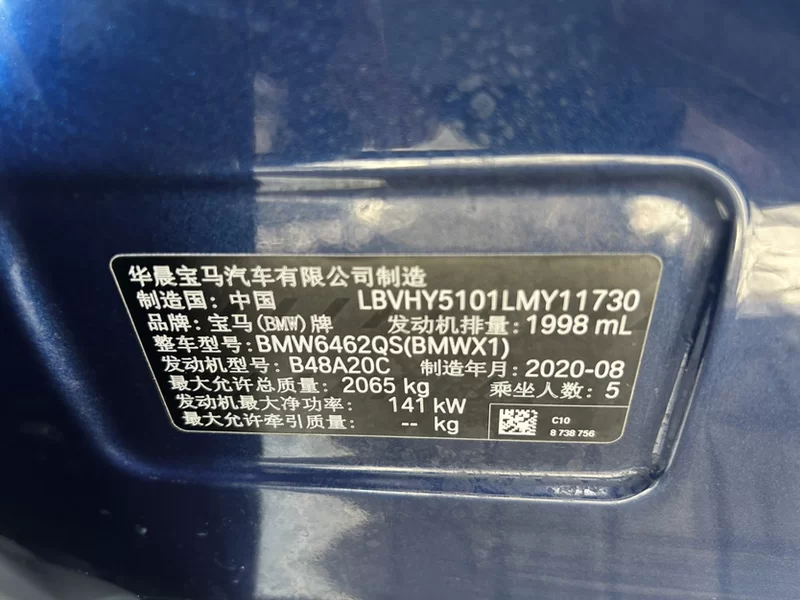 华晨宝马汽车有限公司制造
制造国: 中国 LBVHY5101LMY11730
品牌: 宝马(BMW)牌 发动机排量: 1998 mL
整车型号: BMW6462QS(BMWX1)
发动机型号: B48A20C 制造年月: 2020-08
最大允许总质量: 2065 kg 乘坐人数: 5
发动机最大净功率: 141 kW
最大允许牵引质量: -- kg
C10
8 738 756